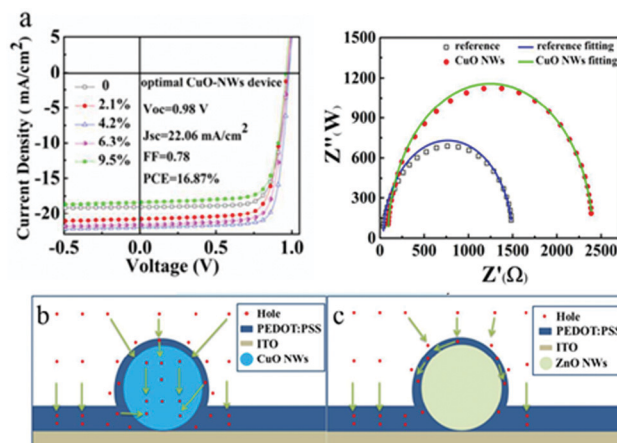 a
Current Density ( mA/cm²)
0
-5
-10
-15
-20
0
2.1%
4.2%
6.3%
9.5%
optimal CuO-NWs device
Voc=0.98 V
Jsc=22.06 mA/cm²
FF=0.78
PCE=16.87%
-0.5
0.0
0.5
1.0
Voltage (V)
Z''(W)
1500
1200
900
600
300
0
reference
reference fitting
CuO NWs
CuO NWs fitting
0
500
1000
1500
2000
2500
Z'(Ω)
b
Hole
PEDOT:PSS
ITO
CuO NWs
c
Hole
PEDOT:PSS
ITO
ZnO NWs